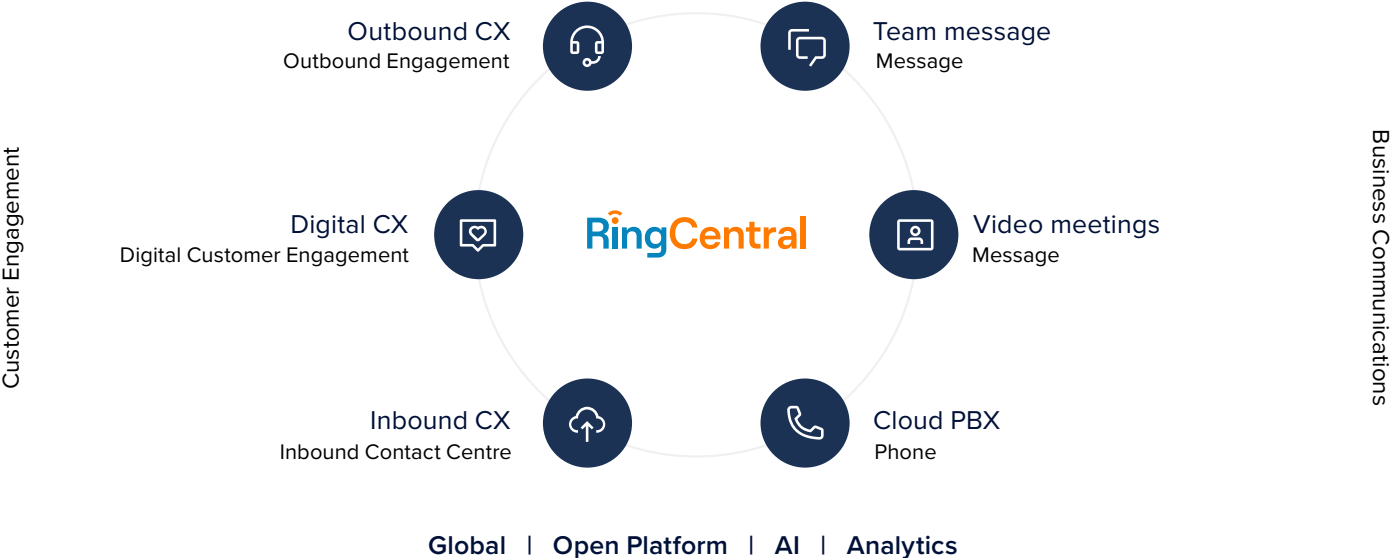 Customer Engagement
Outbound CX
Outbound Engagement
Digital CX
Digital Customer Engagement
Inbound CX
Inbound Contact Centre
RingCentral
Team message
Message
Video meetings
Message
Cloud PBX
Phone
Business Communications
Global | Open Platform | AI | Analytics